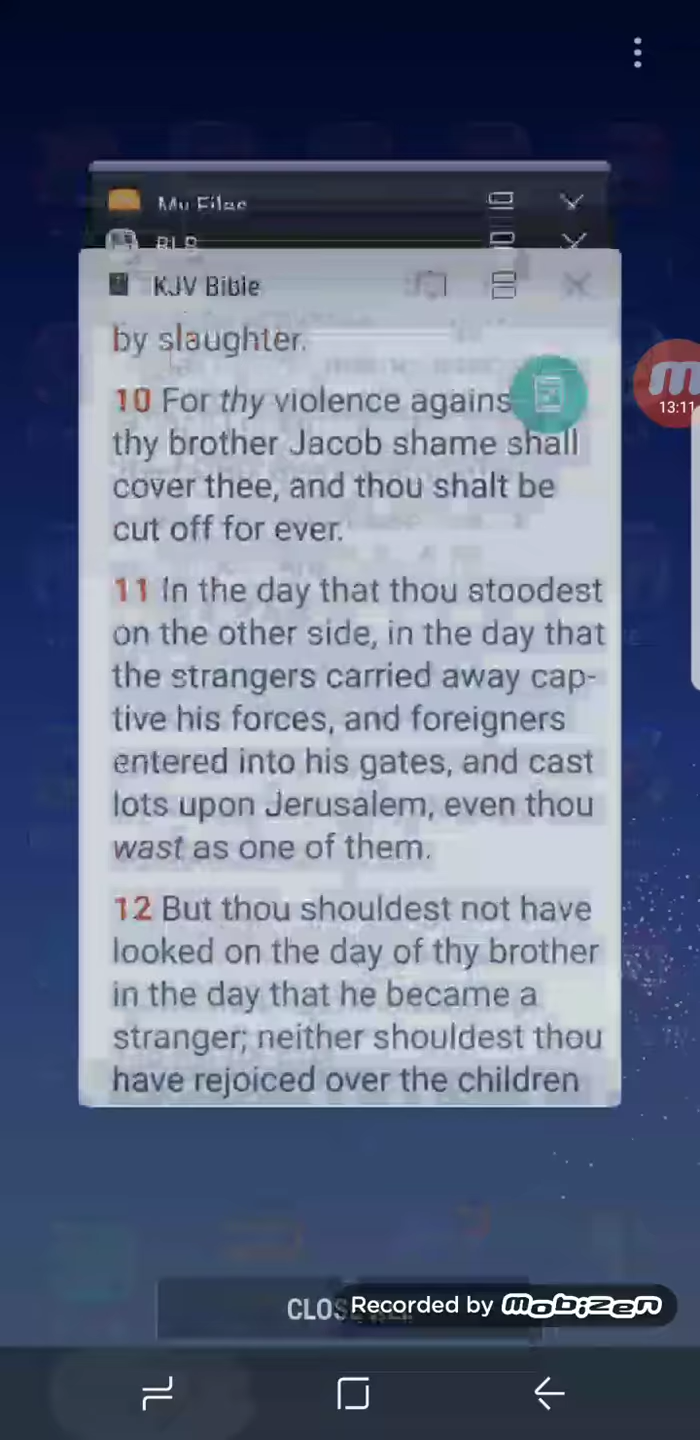 My Files
BLB
KJV Bible
by slaughter.
10 For thy violence agains
thy brother Jacob shame shall
cover thee, and thou shalt be
cut off for ever.
13:11
11 In the day that thou stoodest
on the other side, in the day that
the strangers carried away cap-
tive his forces, and foreigners
entered into his gates, and cast
lots upon Jerusalem, even thou
wast as one of them.
12 But thou shouldest not have
looked on the day of thy brother
in the day that he became a
stranger; neither shouldest thou
have rejoiced over the children
Recorded by mobizen